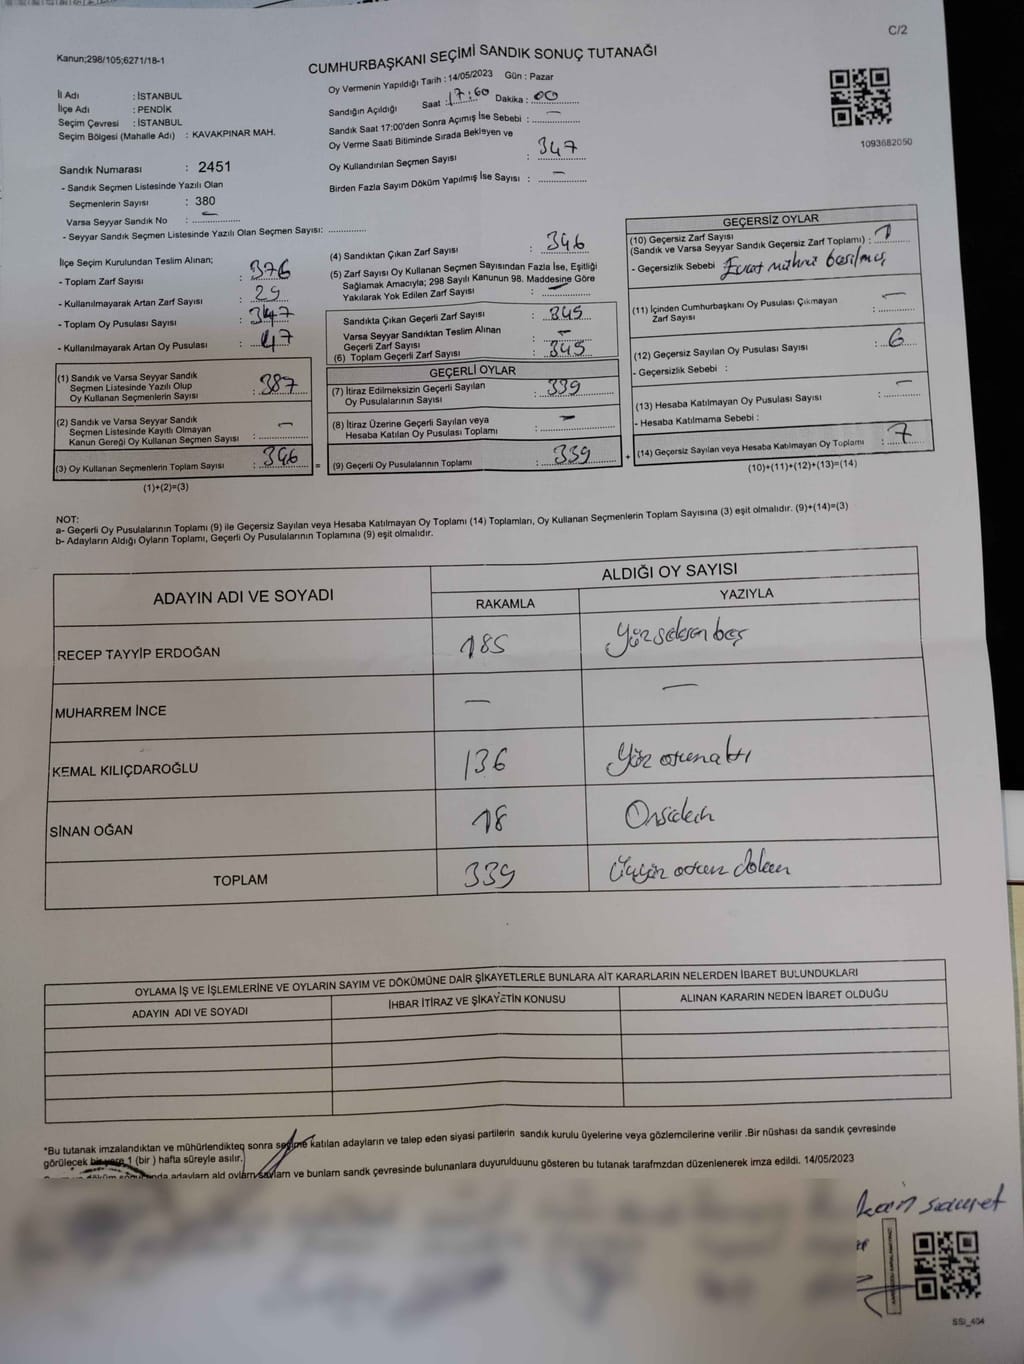 C/2
Kanun;298/105;6271/18-1
CUMHURBAŞKANI SEÇİMİ SANDIK SONUÇ TUTANAĞI
İl Adı : İSTANBUL
İlçe Adı : PENDİK
Seçim Çevresi : İSTANBUL
Seçim Bölgesi (Mahalle Adı) : KAVAKPINAR MAH.
Sandık Numarası : 2451
- Sandık Seçmen Listesinde Yazılı Olan
Seçmenlerin Sayısı : 380
Varsa Seyyar Sandık No : –
- Seyyar Sandık Seçmen Listesinde Yazılı Olan Seçmen Sayısı: ..............
Oy Vermenin Yapıldığı Tarih : 14/05/2023 Gün : Pazar
Sandığın Açıldığı Saat : 17:00 Dakika : 00
Sandık Saat 17:00'den Sonra Açımış İse Sebebi : –
Oy Verme Saati Bitiminde Sırada Bekleyen ve
Oy Kullandırılan Seçmen Sayısı : 347
Birden Fazla Sayım Döküm Yapılmış İse Sayısı : –
1093682050
İlçe Seçim Kurulundan Teslim Alınan;
- Toplam Zarf Sayısı : 376
- Kullanılmayarak Artan Zarf Sayısı : 29
- Toplam Oy Pusulası Sayısı : 347
- Kullanılmayarak Artan Oy Pusulası : 47
(1) Sandık ve Varsa Seyyar Sandık
Seçmen Listesinde Yazılı Olup
Oy Kullanan Seçmenlerin Sayısı : 387
(2) Sandık ve Varsa Seyyar Sandık
Seçmen Listesinde Kayıtlı Olmayan
Kanun Gereği Oy Kullanan Seçmen Sayısı : –
(3) Oy Kullanan Seçmenlerin Toplam Sayısı : 346
(1)+(2)=(3)
(4) Sandıktan Çıkan Zarf Sayısı : 346
(5) Zarf Sayısı Oy Kullanan Seçmen Sayısından Fazla İse, Eşitliği
Sağlamak Amacıyla; 298 Sayılı Kanunun 98. Maddesine Göre
Yakılarak Yok Edilen Zarf Sayısı : –
Sandıkta Çıkan Geçerli Zarf Sayısı : 345
Varsa Seyyar Sandıktan Teslim Alınan
Geçerli Zarf Sayısı : –
(6) Toplam Geçerli Zarf Sayısı : 345
GEÇERLİ OYLAR
(7) İtiraz Edilmeksizin Geçerli Sayılan
Oy Pusulalarının Sayısı : 339
(8) İtiraz Üzerine Geçerli Sayılan veya
Hesaba Katılan Oy Pusulası Toplamı : –
= (9) Geçerli Oy Pusulalarının Toplamı : 339 +
GEÇERSİZ OYLAR
(10) Geçersiz Zarf Sayısı
(Sandık ve Varsa Seyyar Sandık Geçersiz Zarf Toplamı) : 1
- Geçersizlik Sebebi Evet mührü basılmış
(11) İçinden Cumhurbaşkanı Oy Pusulası Çıkmayan
Zarf Sayısı : –
(12) Geçersiz Sayılan Oy Pusulası Sayısı : 6
- Geçersizlik Sebebi :
(13) Hesaba Katılmayan Oy Pusulası Sayısı : –
- Hesaba Katılmama Sebebi :
(14) Geçersiz Sayılan veya Hesaba Katılmayan Oy Toplamı : 7
(10)+(11)+(12)+(13)=(14)
NOT:
a- Geçerli Oy Pusulalarının Toplamı (9) ile Geçersiz Sayılan veya Hesaba Katılmayan Oy Toplamı (14) Toplamları, Oy Kullanan Seçmenlerin Toplam Sayısına (3) eşit olmalıdır. (9)+(14)=(3)
b- Adayların Aldığı Oyların Toplamı, Geçerli Oy Pusulalarının Toplamına (9) eşit olmalıdır.
ADAYIN ADI VE SOYADI ALDIĞI OY SAYISI
RAKAMLA YAZIYLA
RECEP TAYYİP ERDOĞAN 185 Yüzseksen beş
MUHARREM İNCE – –
KEMAL KILIÇDAROĞLU 136 Yüz otuzaltı
SİNAN OĞAN 18 Onsekiz
TOPLAM 339 Üçyüz otuz dokuz
OYLAMA İŞ VE İŞLEMLERİNE VE OYLARIN SAYIM VE DÖKÜMÜNE DAİR ŞİKAYETLERLE BUNLARA AİT KARARLARIN NELERDEN İBARET BULUNDUKLARI
ADAYIN ADI VE SOYADI İHBAR İTİRAZ VE ŞİKAYETİN KONUSU ALINAN KARARIN NEDEN İBARET OLDUĞU
*Bu tutanak imzalandıktan ve mühürlendikten sonra seçime katılan adayların ve talep eden siyasi partilerin sandık kurulu üyelerine veya gözlemcilerine verilir .Bir nüshası da sandık çevresinde
görülecek bir yere 1 (bir ) hafta süreyle asılır.
adayların ald oyların sayısını ve bunlarn sandk çevresinde bulunanlara duyurulduunu gösteren bu tutanak tarafmzdan düzenlenerek imza edildi. 14/05/2023
SSI_404